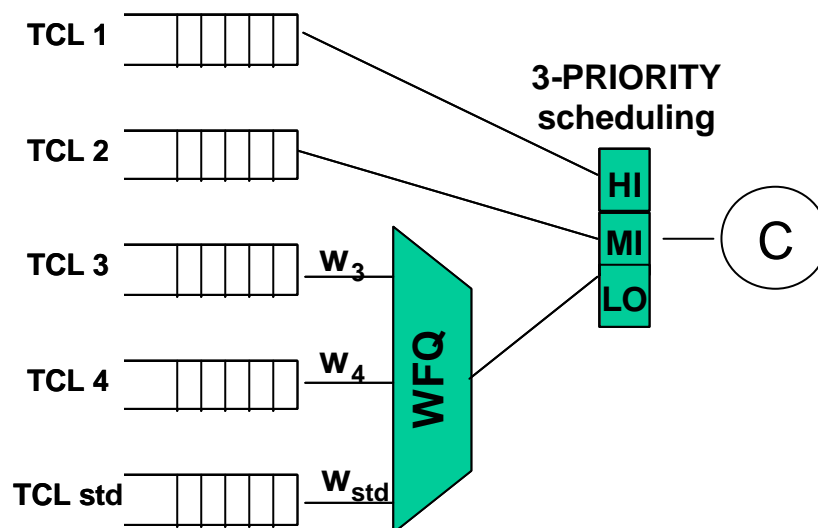 TCL 1
3-PRIORITY
scheduling
TCL 2
HI
MI
LO
C
TCL 3
W3
WFQ
TCL 4
W4
TCL std
Wstd